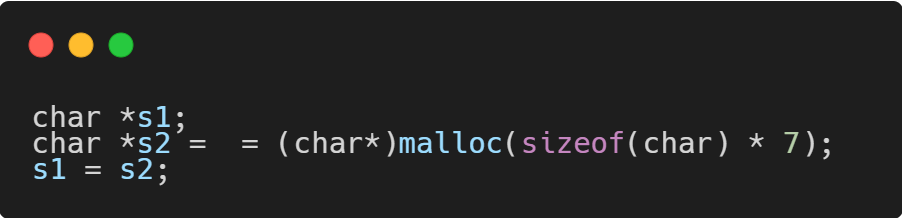 char *s1;
char *s2 =  = (char*)malloc(sizeof(char) * 7);
s1 = s2;